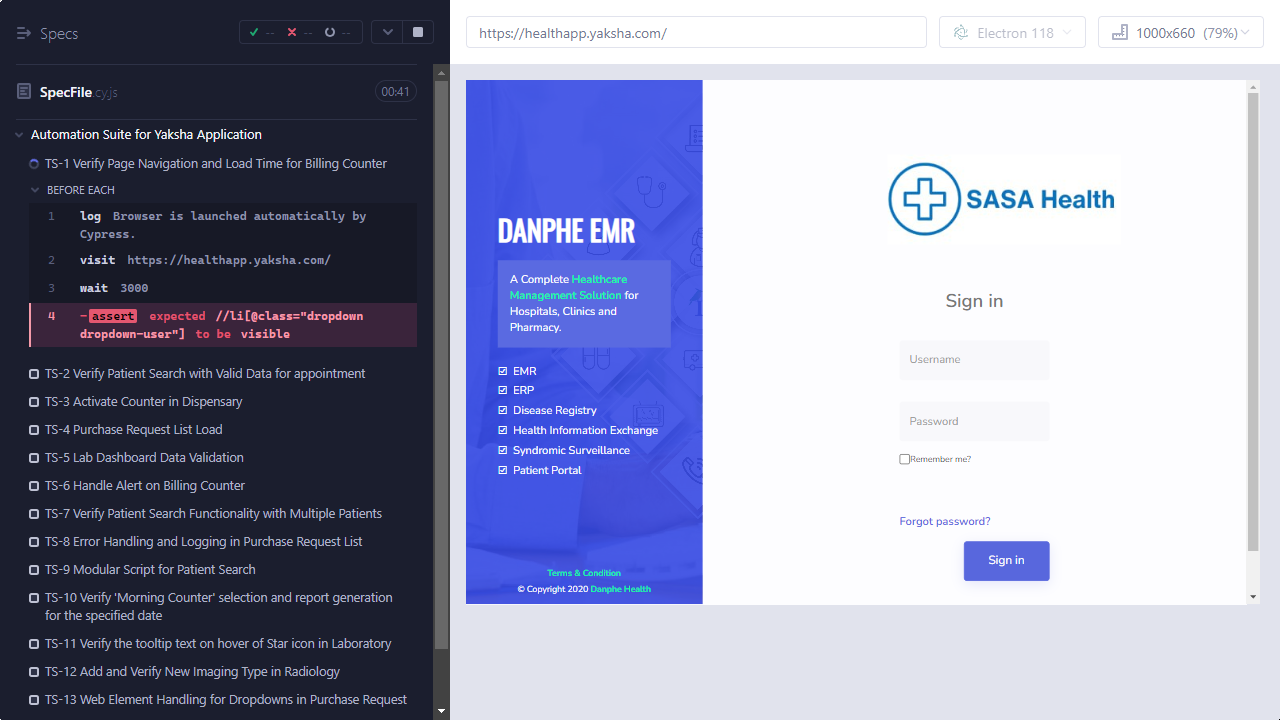 Specs
-- -- --
SpecFile.cy.js
00:41
Automation Suite for Yaksha Application
TS-1 Verify Page Navigation and Load Time for Billing Counter
BEFORE EACH
1 log Browser is launched automatically by
Cypress.
2 visit https://healthapp.yaksha.com/
3 wait 3000
4 -assert expected //li[@class="dropdown
dropdown-user"] to be visible
TS-2 Verify Patient Search with Valid Data for appointment
TS-3 Activate Counter in Dispensary
TS-4 Purchase Request List Load
TS-5 Lab Dashboard Data Validation
TS-6 Handle Alert on Billing Counter
TS-7 Verify Patient Search Functionality with Multiple Patients
TS-8 Error Handling and Logging in Purchase Request List
TS-9 Modular Script for Patient Search
TS-10 Verify 'Morning Counter' selection and report generation
for the specified date
TS-11 Verify the tooltip text on hover of Star icon in Laboratory
TS-12 Add and Verify New Imaging Type in Radiology
TS-13 Web Element Handling for Dropdowns in Purchase Request
https://healthapp.yaksha.com/
Electron 118
1000x660 (79%)
DANPHE EMR
A Complete Healthcare
Management Solution for
Hospitals, Clinics and
Pharmacy.
EMR
ERP
Disease Registry
Health Information Exchange
Syndromic Surveillance
Patient Portal
Terms & Condition
© Copyright 2020 Danphe Health
SASA Health
Sign in
Username
Password
Remember me?
Forgot password?
Sign in